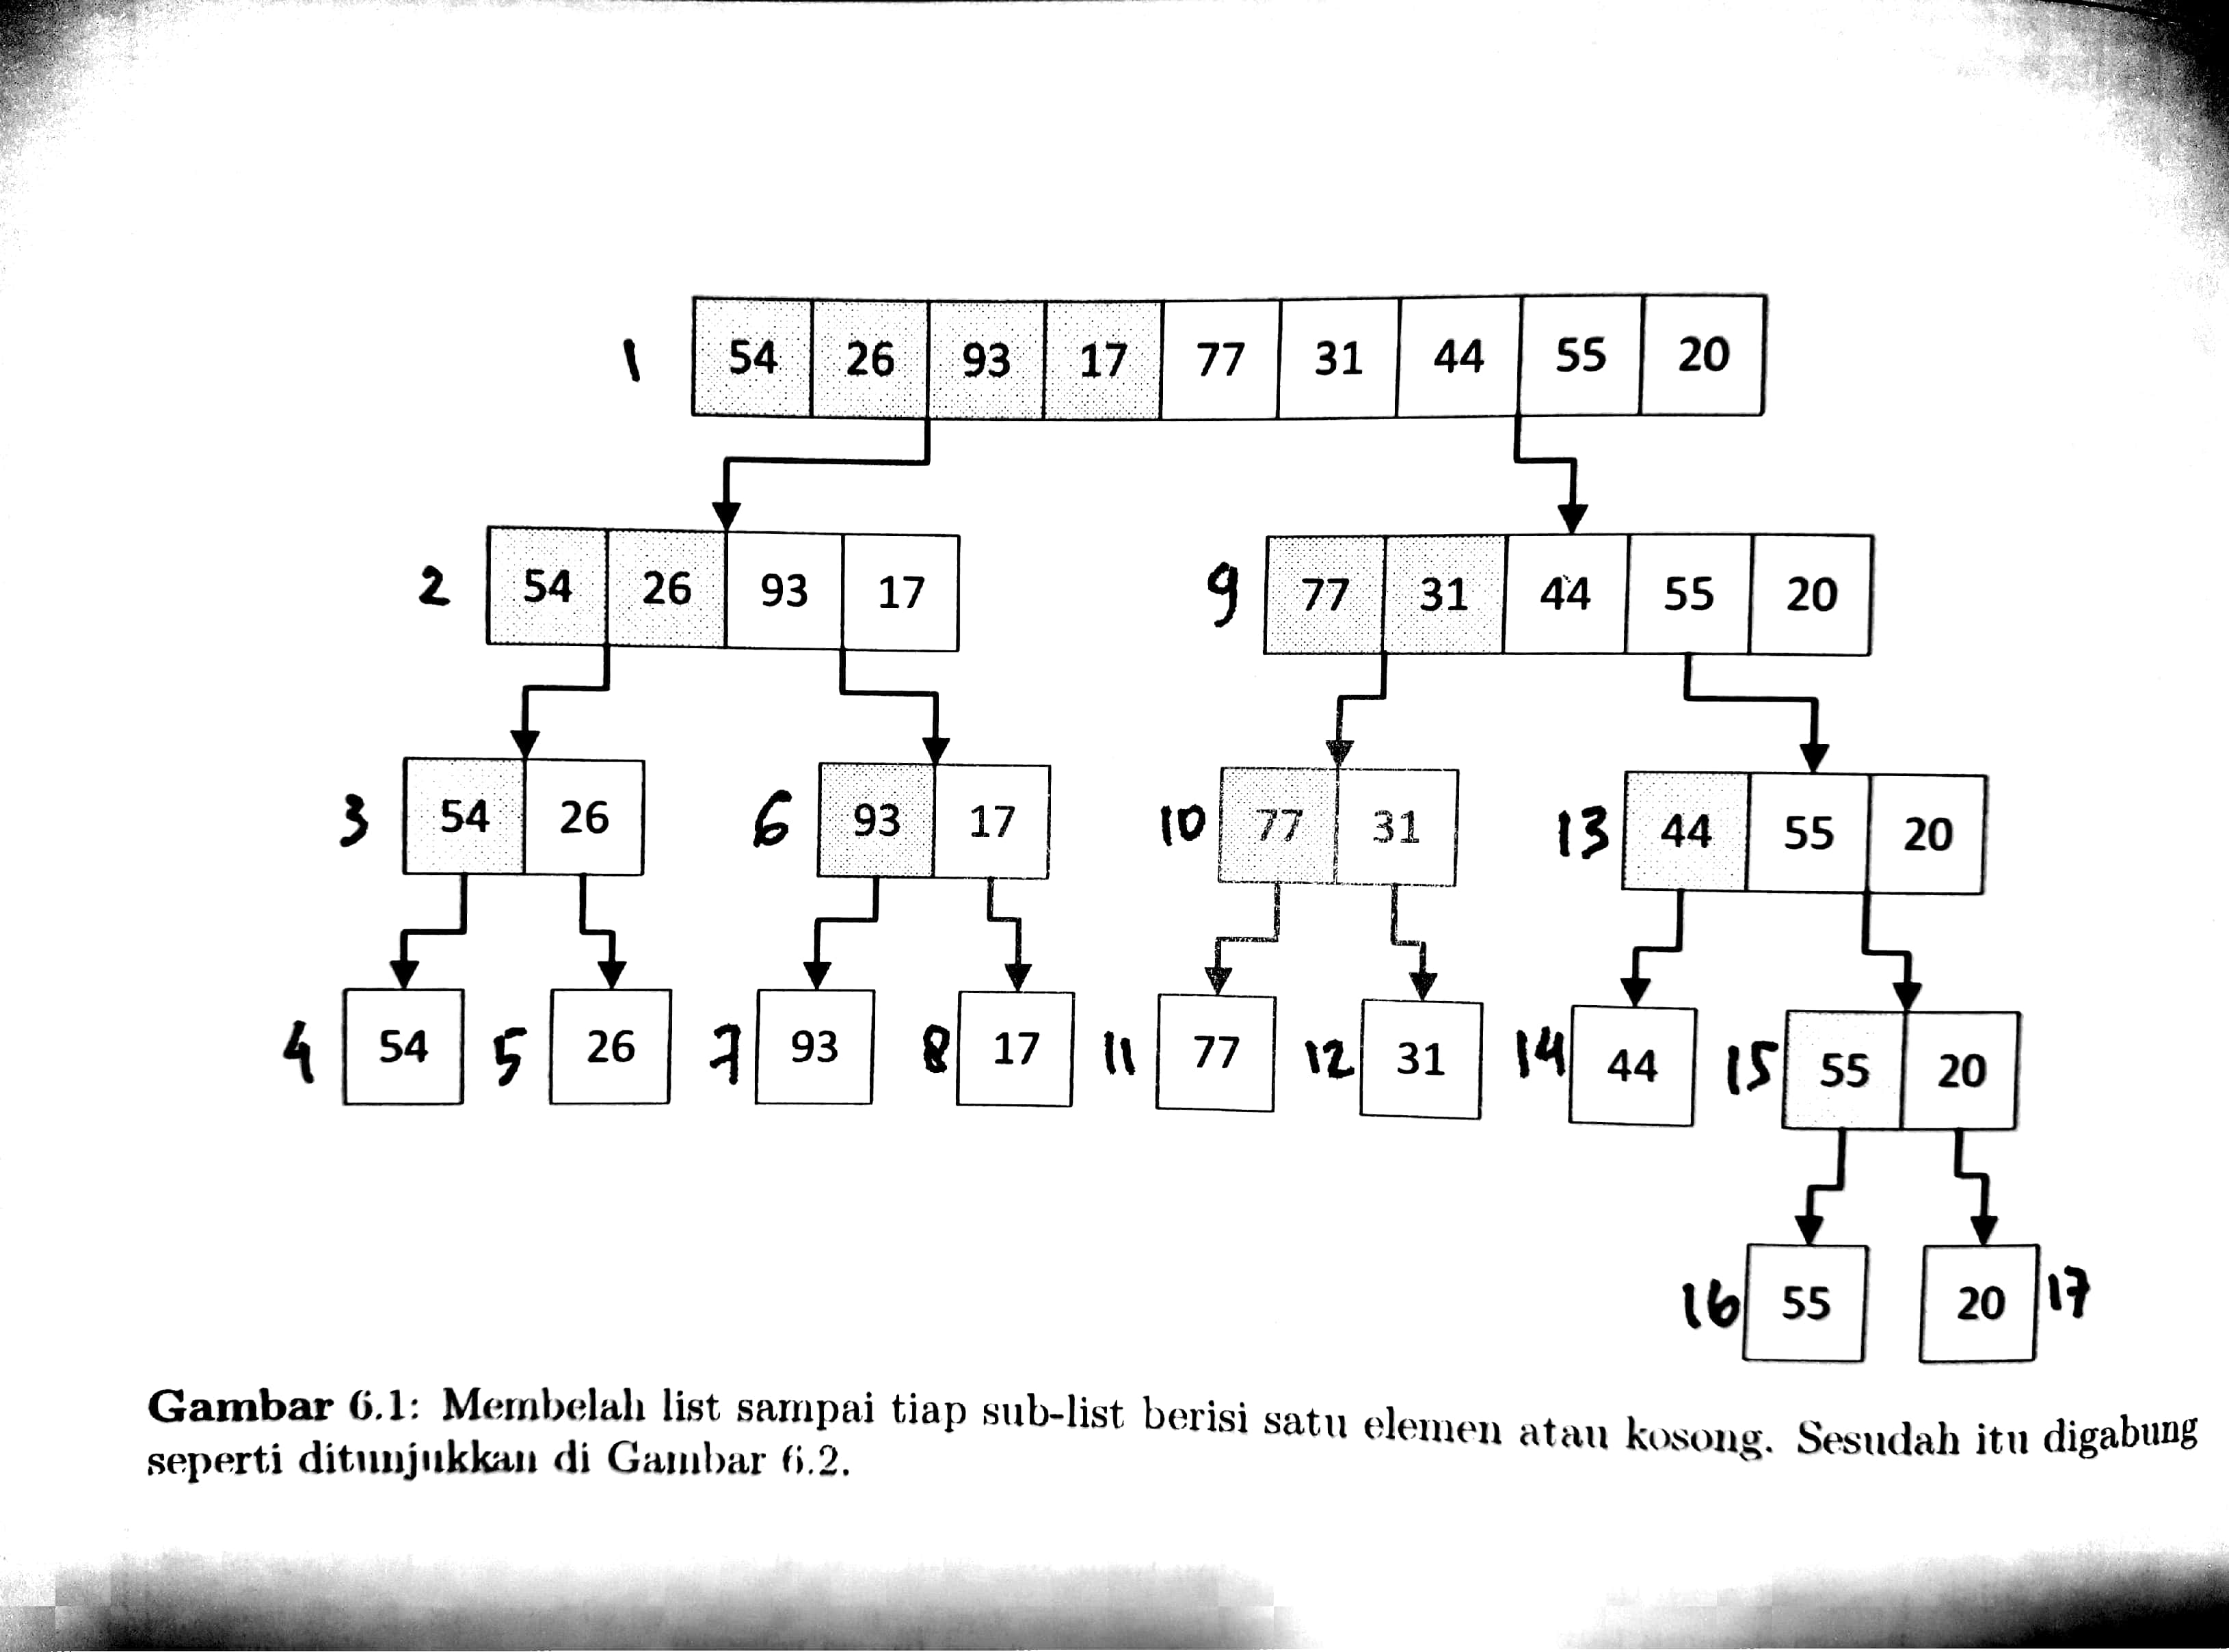 1 54 26 93 17 77 31 44 55 20
2 54 26 93 17 9 77 31 44 55 20
3 54 26 6 93 17 10 77 31 13 44 55 20
4 54 5 26 7 93 8 17 11 77 12 31 14 44 15 55 20
16 55 20 17
Gambar 6.1: Membelah list sampai tiap sub-list berisi satu elemen atau kosong. Sesudah itu digabung
seperti ditunjukkan di Gambar 6.2.